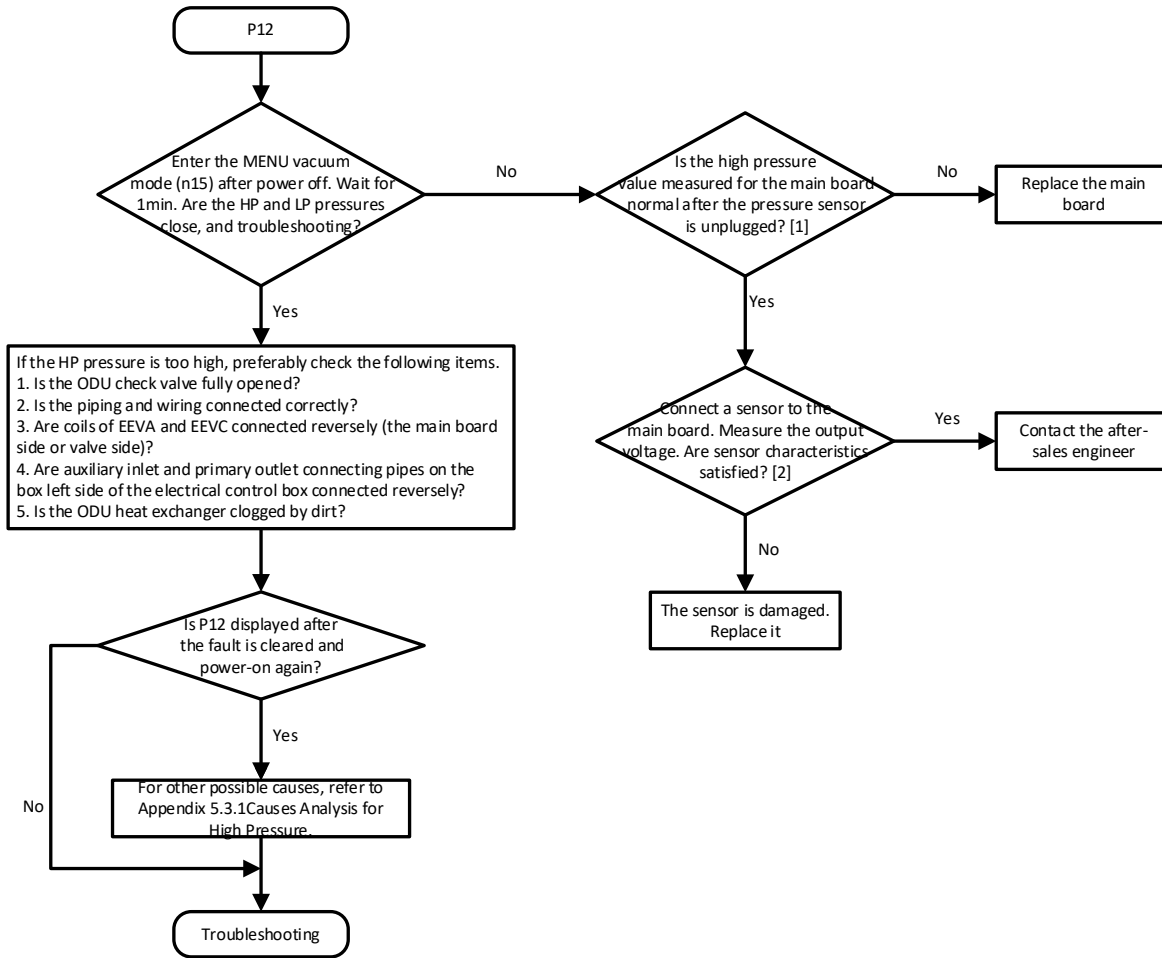 P12
Enter the MENU vacuum
mode (n15) after power off. Wait for
1min. Are the HP and LP pressures
close, and troubleshooting?
No
Is the high pressure
value measured for the main board
normal after the pressure sensor
is unplugged? [1]
No
Replace the main
board
Yes
Yes
If the HP pressure is too high, preferably check the following items.
1. Is the ODU check valve fully opened?
2. Is the piping and wiring connected correctly?
3. Are coils of EEVA and EEVC connected reversely (the main board
side or valve side)?
4. Are auxiliary inlet and primary outlet connecting pipes on the
box left side of the electrical control box connected reversely?
5. Is the ODU heat exchanger clogged by dirt?
Connect a sensor to the
main board. Measure the output
voltage. Are sensor characteristics
satisfied? [2]
Yes
Contact the after-
sales engineer
No
The sensor is damaged.
Replace it
Is P12 displayed after
the fault is cleared and
power-on again?
Yes
No
For other possible causes, refer to
Appendix 5.3.1Causes Analysis for
High Pressure.
Troubleshooting